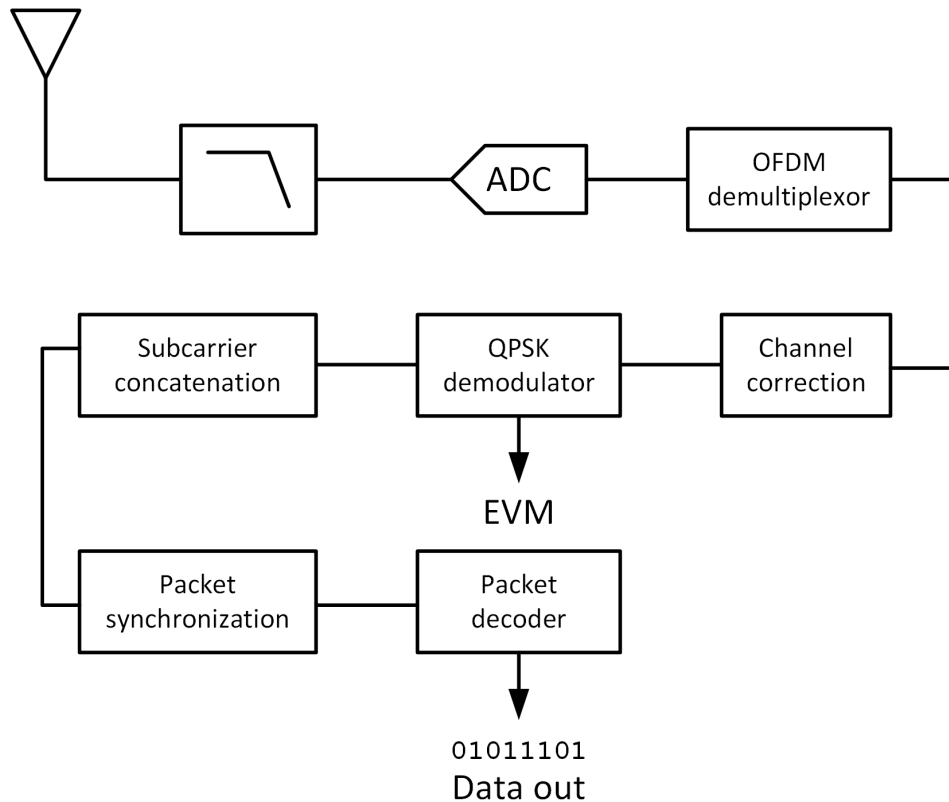 ADC
OFDM
demultiplexor
Subcarrier
concatenation
QPSK
demodulator
Channel
correction
EVM
Packet
synchronization
Packet
decoder
01011101
Data out